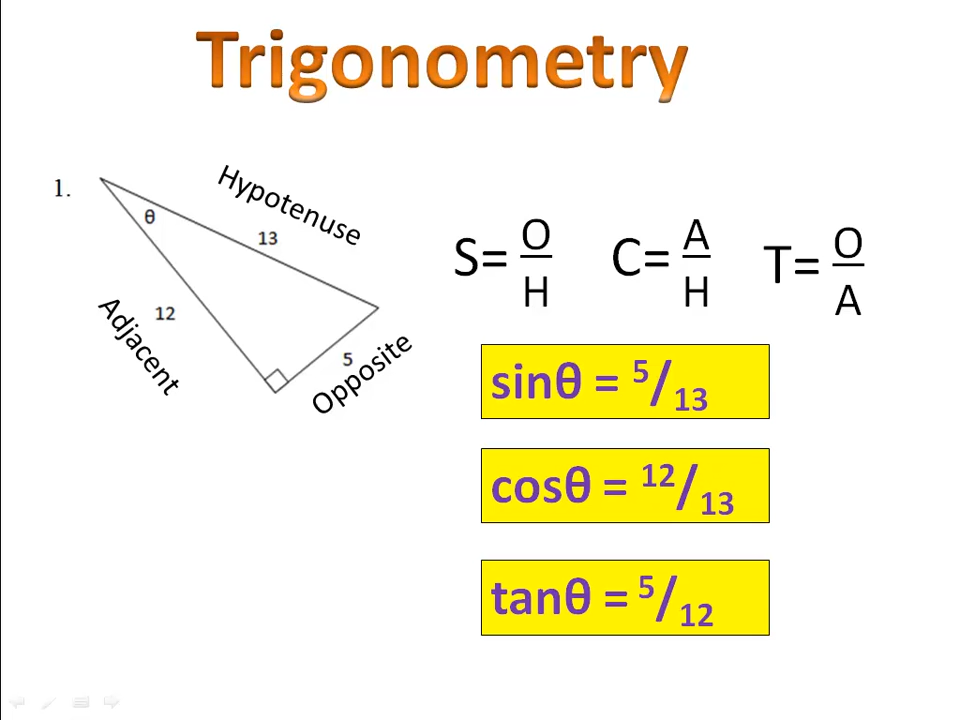 Trigonometry
1.
Hypotenuse
θ
13
12
Adjacent
5
Opposite
S= O/H C= A/H T= O/A
sinθ = 5/13
cosθ = 12/13
tanθ = 5/12